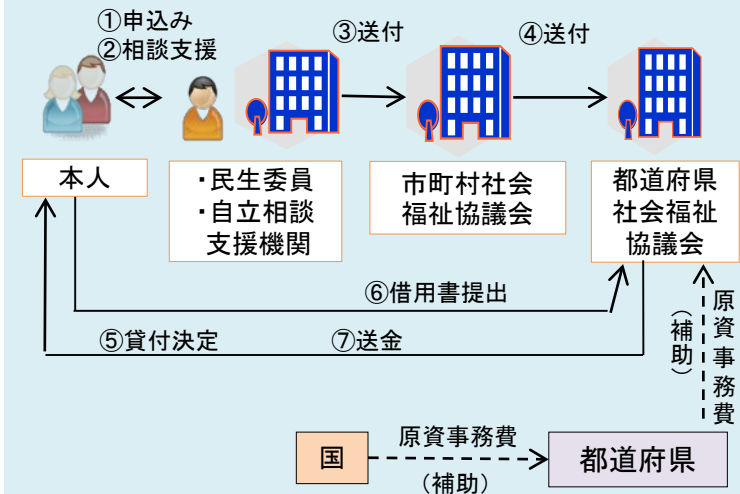 ①申込み
②相談支援
③送付
④送付
本人
・民生委員
・自立相談
支援機関
市町村社会
福祉協議会
都道府県
社会福祉
協議会
⑥借用書提出
⑤貸付決定
⑦送金
原資事務費
(補助)
国
原資事務費
(補助)
都道府県